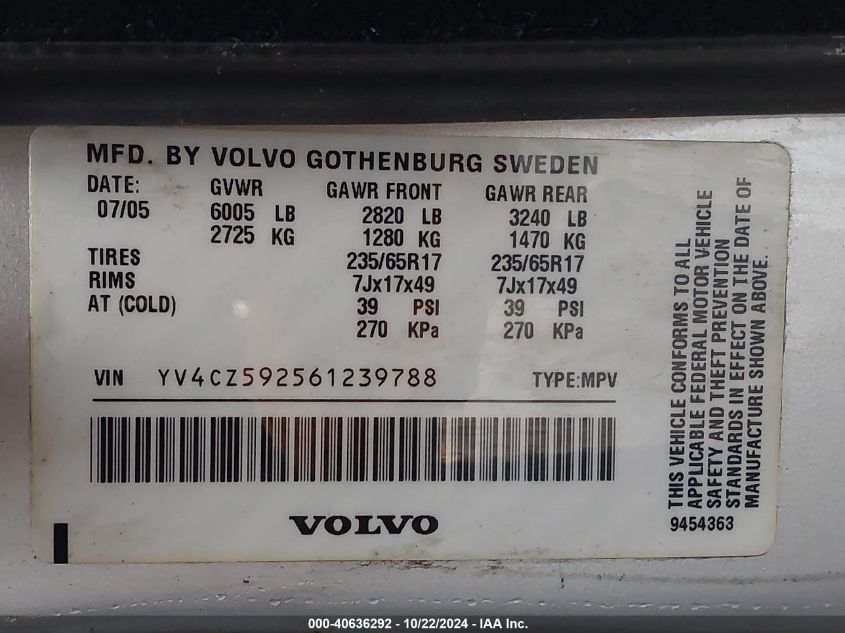 MFD. BY VOLVO GOTHENBURG SWEDEN
DATE: GVWR GAWR FRONT GAWR REAR
07/05 6005 LB 2820 LB 3240 LB
2725 KG 1280 KG 1470 KG
TIRES 235/65R17 235/65R17
RIMS 7Jx17x49 7Jx17x49
AT (COLD) 39 PSI 39 PSI
270 KPa 270 KPa
VIN YV4CZ592561239788 TYPE:MPV
VOLVO
THIS VEHICLE CONFORMS TO ALL
APPLICABLE FEDERAL MOTOR VEHICLE
SAFETY AND THEFT PREVENTION
STANDARDS IN EFFECT ON THE DATE OF
MANUFACTURE SHOWN ABOVE.
9454363
000-40636292 - 10/22/2024 - IAA Inc.